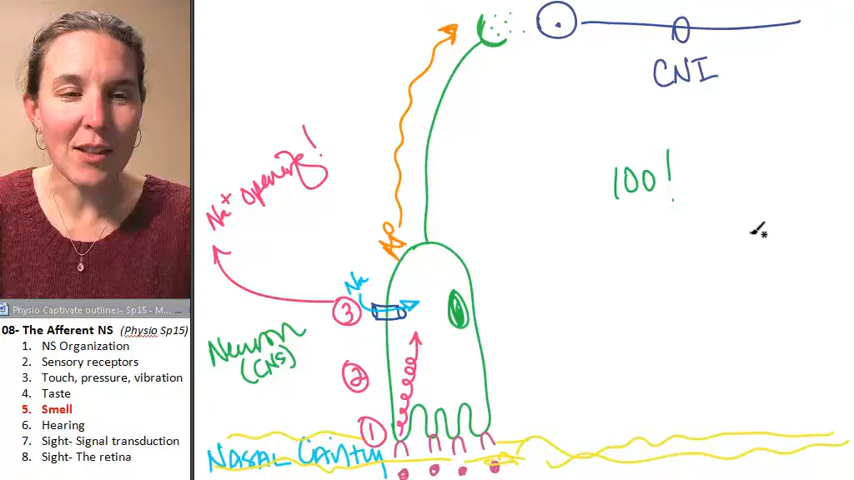 CNI
100!
Na+ opening!
AP
Na
3
Neuron
(CNS)
2
1
Nasal Cavity
Physio Captivate outlines- Sp15 - M...
08- The Afferent NS (Physio Sp15)
1. NS Organization
2. Sensory receptors
3. Touch, pressure, vibration
4. Taste
5. Smell
6. Hearing
7. Sight- Signal transduction
8. Sight- The retina